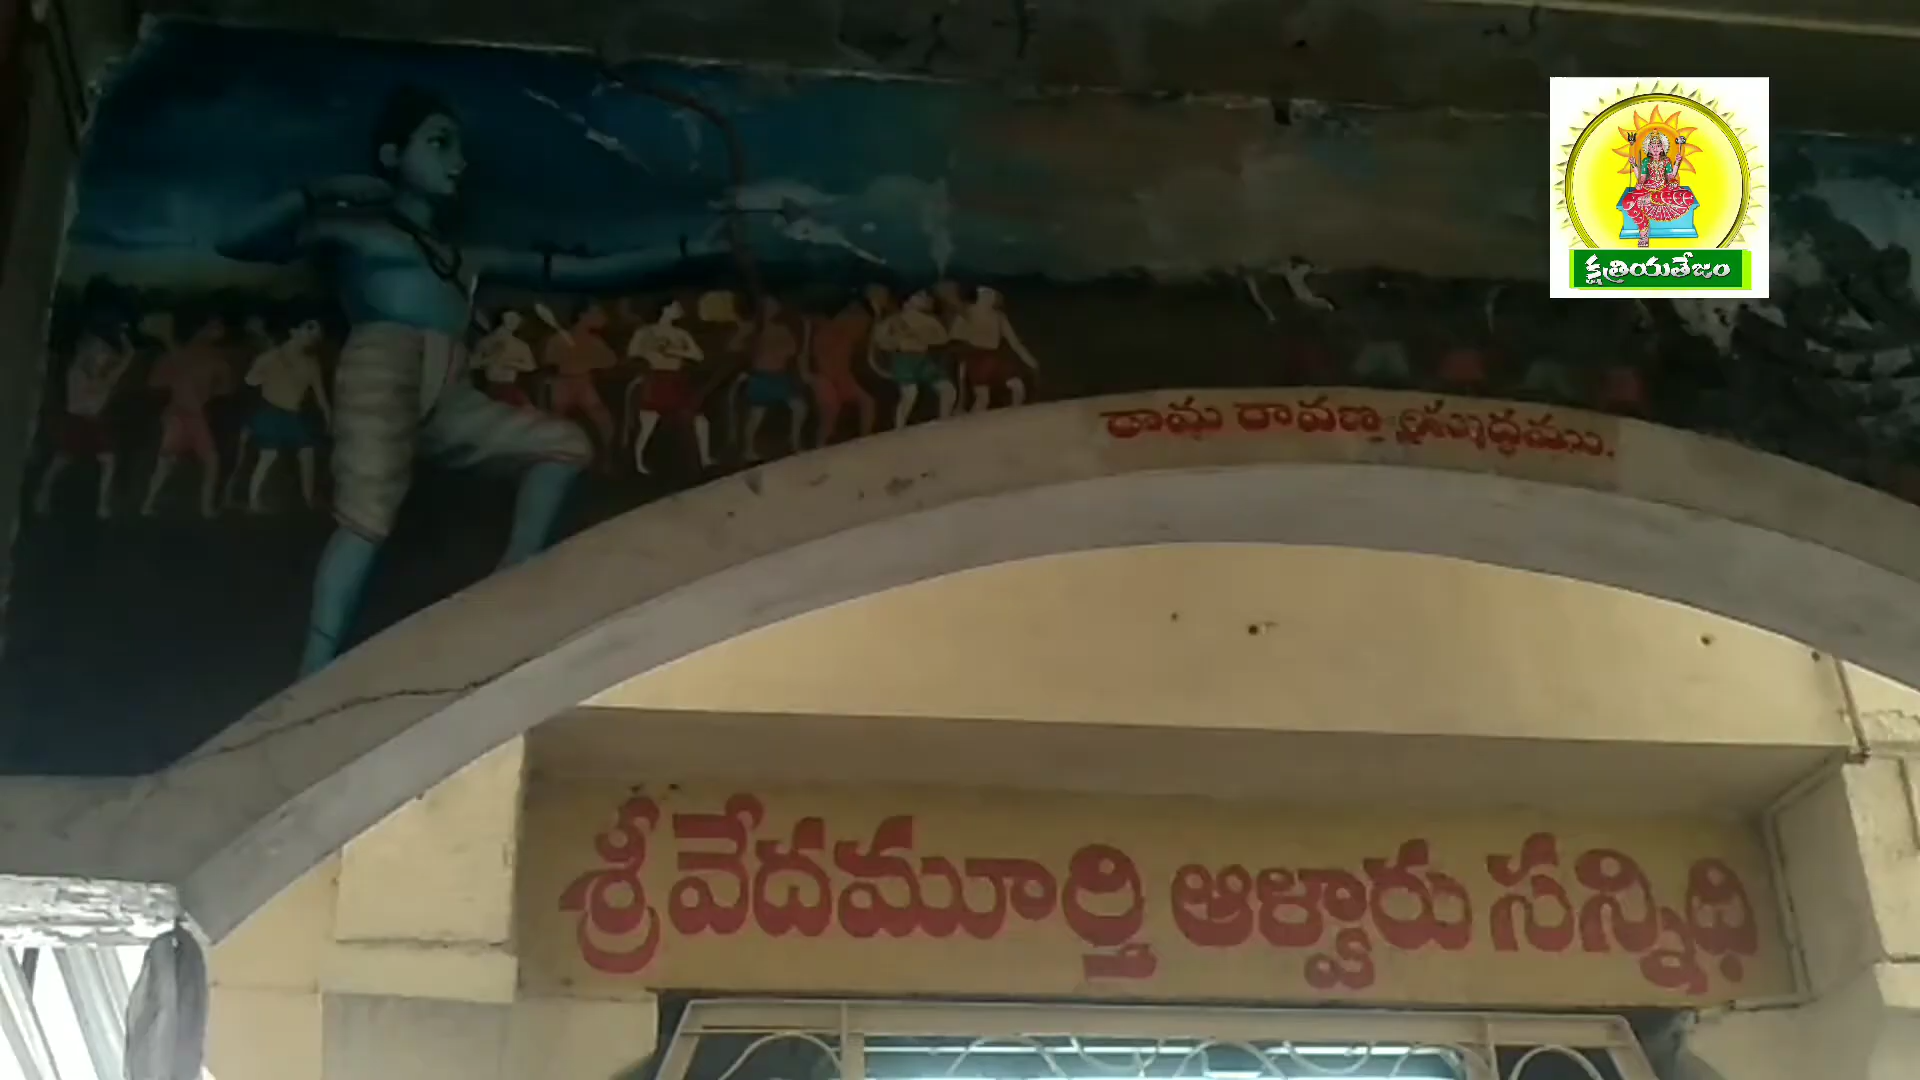 క్షత్రియతేజం
రామ రావణ యుద్ధము.
శ్రీ వేదమూర్తి ఆళ్వారు సన్నిధి